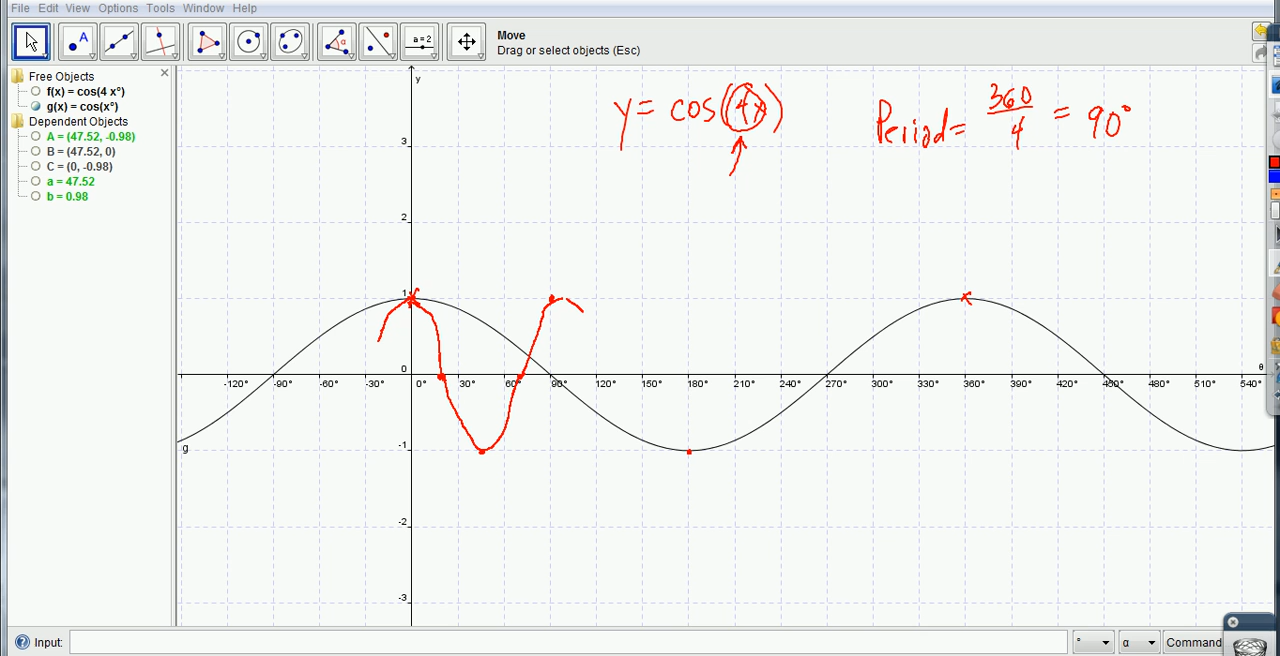 File Edit View Options Tools Window Help
A
a = 2
Move
Drag or select objects (Esc)
Free Objects
f(x) = cos(4 x°)
g(x) = cos(x°)
Dependent Objects
A = (47.52, -0.98)
B = (47.52, 0)
C = (0, -0.98)
a = 47.52
b = 0.98
y = cos(4x)
Period = 360/4 = 90°
y
3
2
1
0
-120° -90° -60° -30° 0° 30° 60° 90° 120° 150° 180° 210° 240° 270° 300° 330° 360° 390° 420° 450° 480° 510° 540°
θ
g
-1
-2
-3
Input:
° α Command